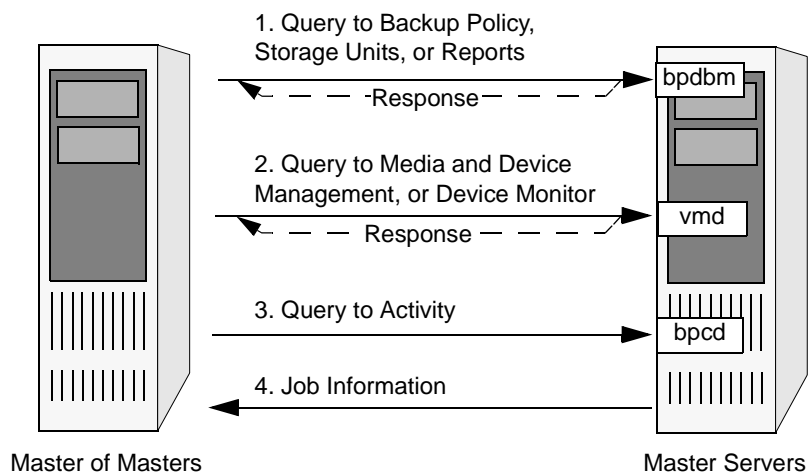 1. Query to Backup Policy,
Storage Units, or Reports
bpdbm
Response
2. Query to Media and Device
Management, or Device Monitor
vmd
Response
3. Query to Activity
bpcd
4. Job Information
Master of Masters
Master Servers